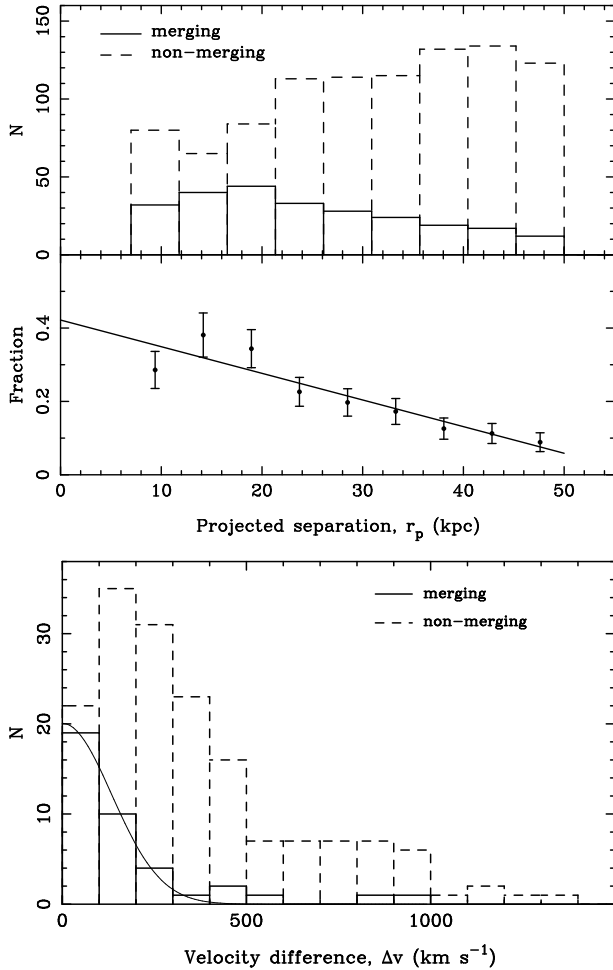 150
merging
non−merging
100
N
50
0
0.4
Fraction
0.2
0
0 10 20 30 40 50
Projected separation, r_p (kpc)
merging
non−merging
30
20
N
10
0
0 500 1000
Velocity difference, Δv (km s⁻¹)